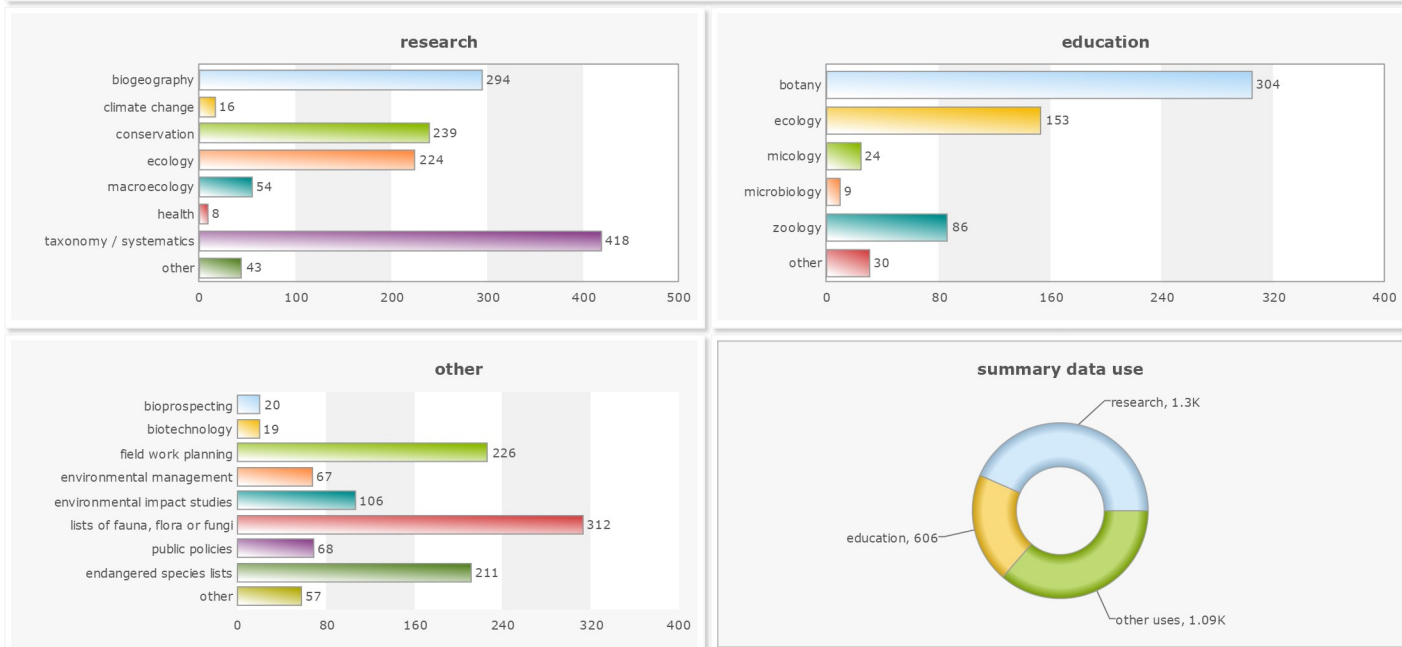 research
biogeography 294
climate change 16
conservation 239
ecology 224
macroecology 54
health 8
taxonomy / systematics 418
other 43
0 100 200 300 400 500
education
botany 304
ecology 153
micology 24
microbiology 9
zoology 86
other 30
0 80 160 240 320 400
other
bioprospecting 20
biotechnology 19
field work planning 226
environmental management 67
environmental impact studies 106
lists of fauna, flora or fungi 312
public policies 68
endangered species lists 211
other 57
0 80 160 240 320 400
summary data use
research, 1.3K
education, 606
other uses, 1.09K